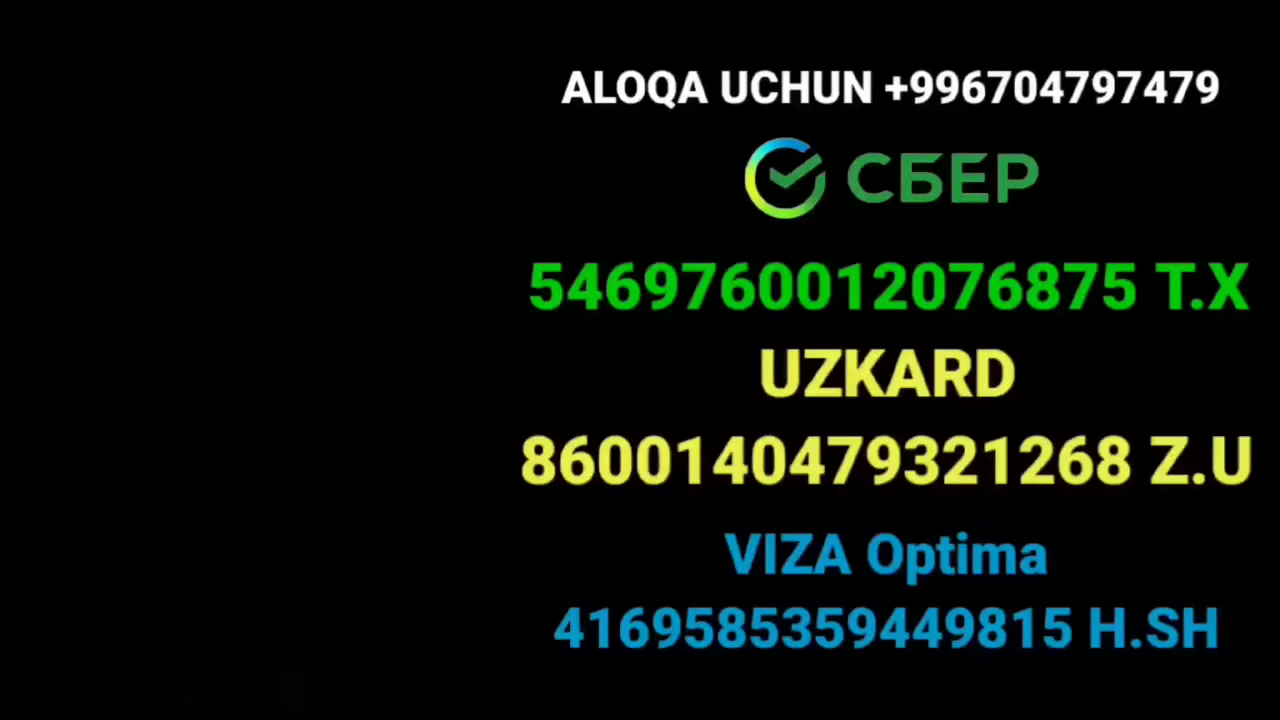 ALOQA UCHUN +996704797479
СБЕР
5469760012076875 T.X
UZKARD
8600140479321268 Z.U
VIZA Optima
4169585359449815 H.SH